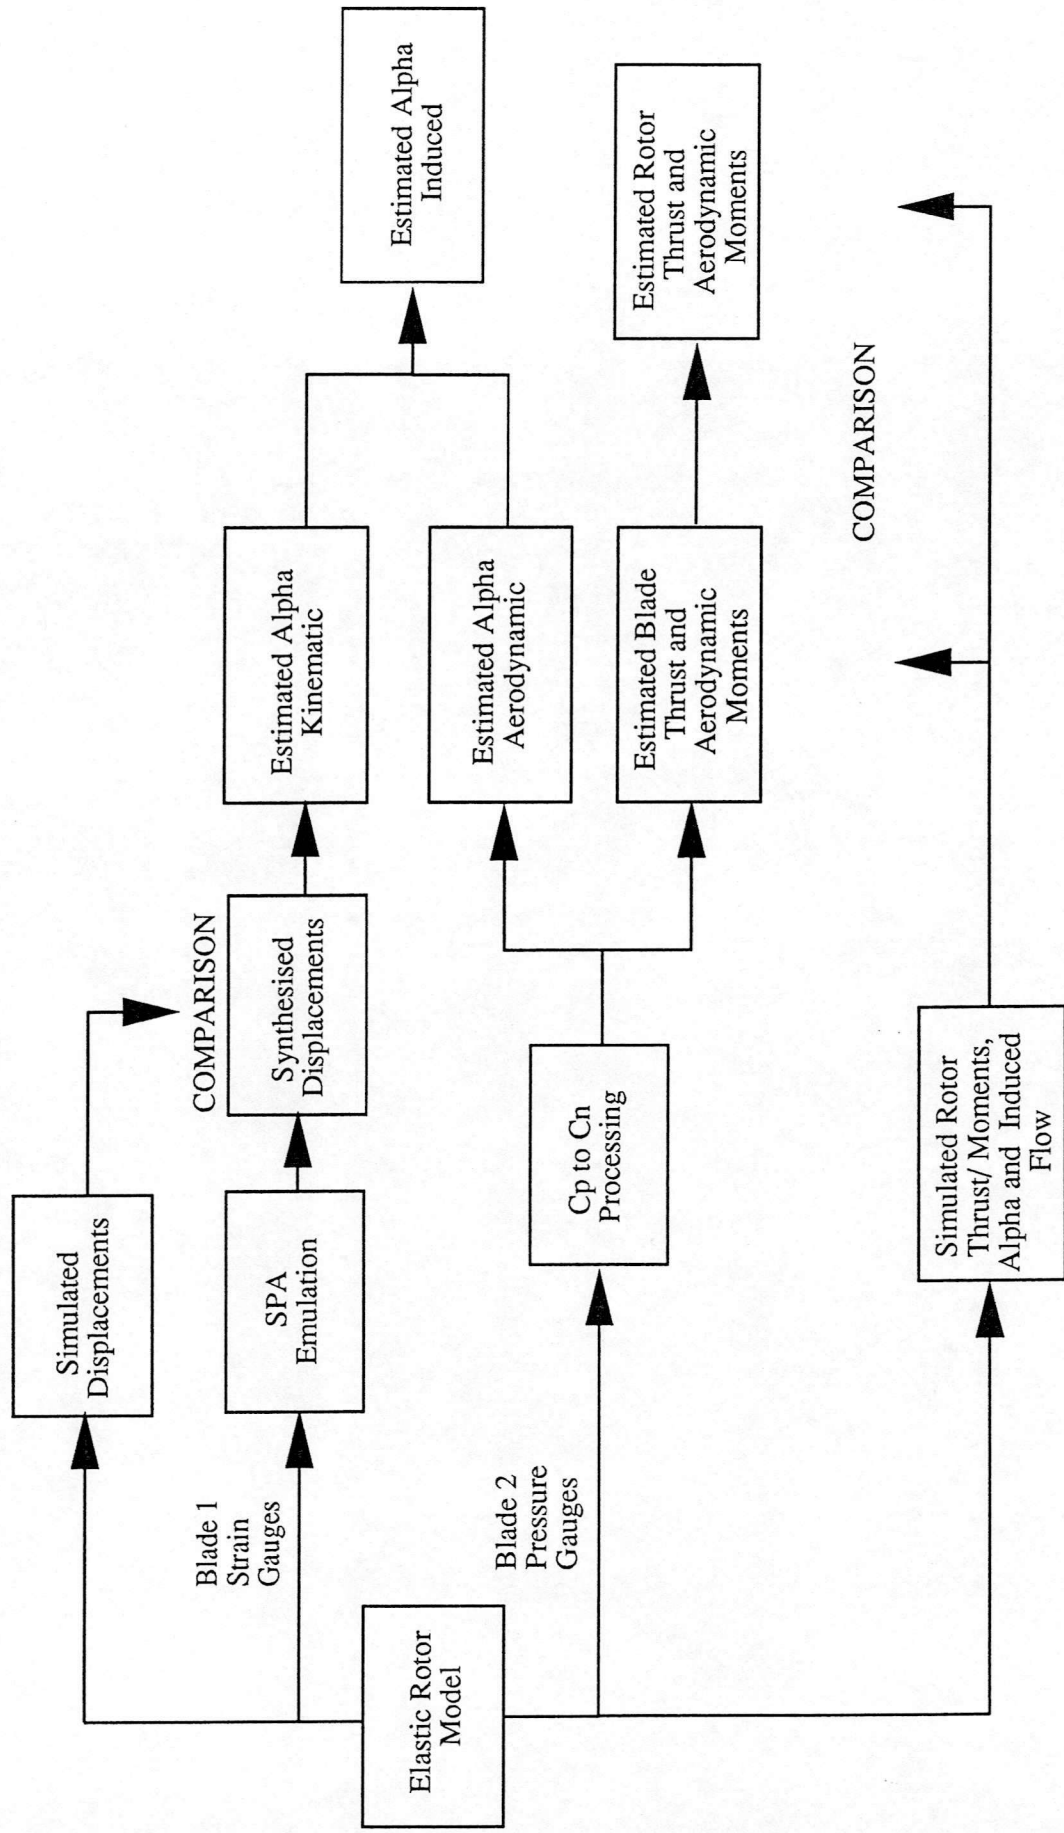 Elastic Rotor
Model
Simulated
Displacements
Blade 1
Strain
Gauges
SPA
Emulation
COMPARISON
Synthesised
Displacements
Estimated Alpha
Kinematic
Estimated Alpha
Induced
Blade 2
Pressure
Gauges
Cp to Cn
Processing
Estimated Alpha
Aerodynamic
Estimated Blade
Thrust and
Aerodynamic
Moments
Estimated Rotor
Thrust and
Aerodynamic
Moments
Simulated Rotor
Thrust/ Moments,
Alpha and Induced
Flow
COMPARISON